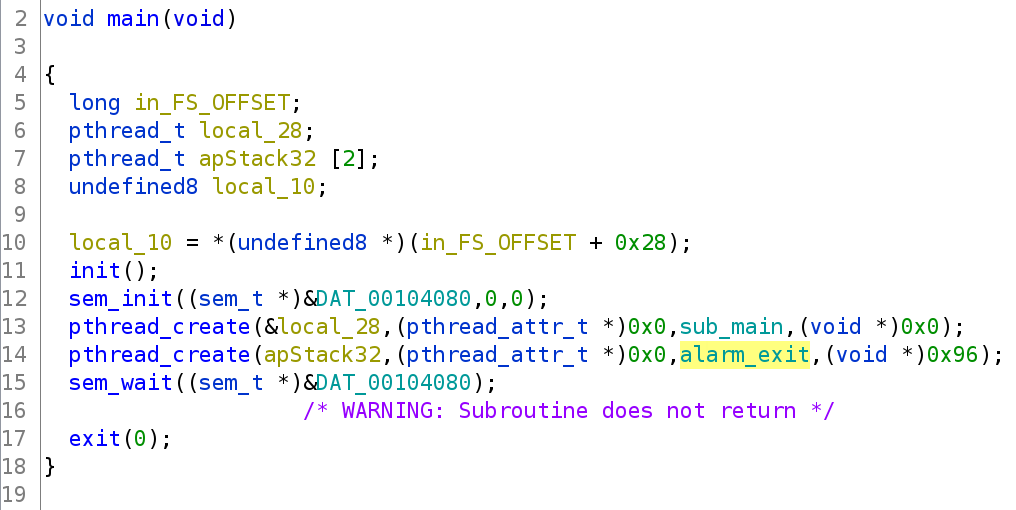 2 void main(void)
3
4 {
5 long in_FS_OFFSET;
6 pthread_t local_28;
7 pthread_t apStack32 [2];
8 undefined8 local_10;
9
10 local_10 = *(undefined8 *)(in_FS_OFFSET + 0x28);
11 init();
12 sem_init((sem_t *)&DAT_00104080,0,0);
13 pthread_create(&local_28,(pthread_attr_t *)0x0,sub_main,(void *)0x0);
14 pthread_create(apStack32,(pthread_attr_t *)0x0,alarm_exit,(void *)0x96);
15 sem_wait((sem_t *)&DAT_00104080);
16 /* WARNING: Subroutine does not return */
17 exit(0);
18 }
19